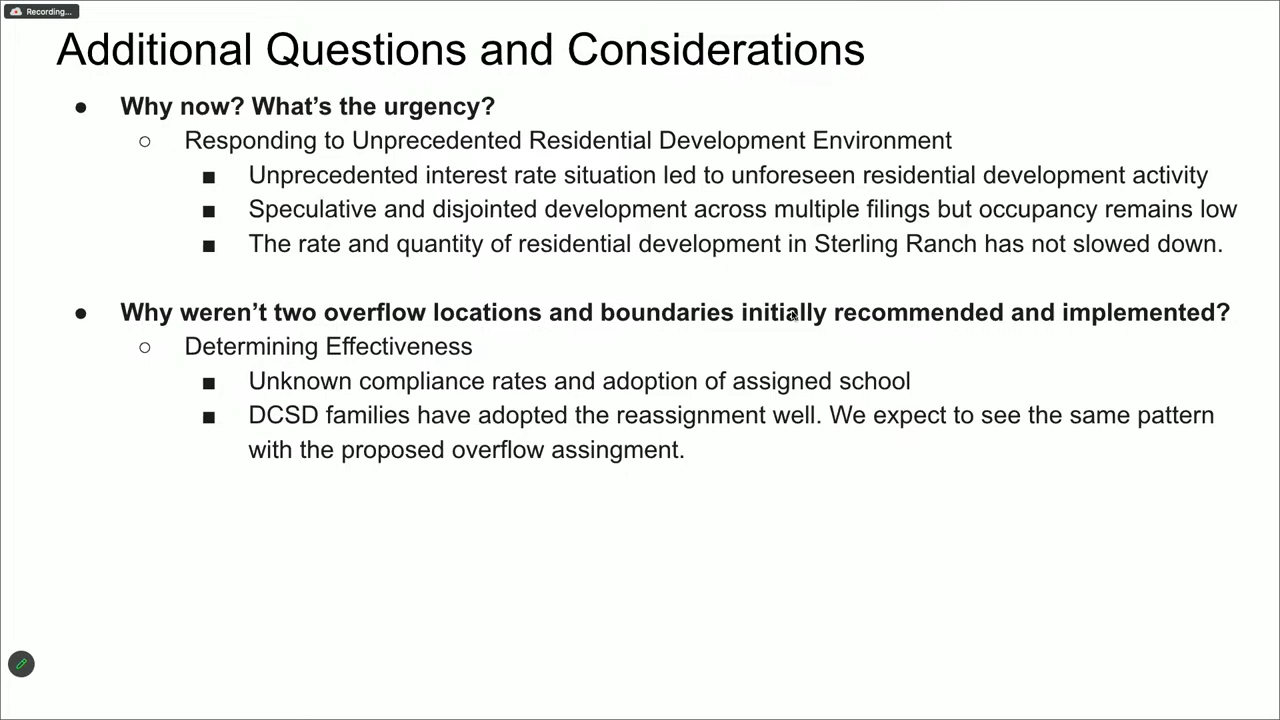 Recording...
Additional Questions and Considerations
● Why now? What's the urgency?
○ Responding to Unprecedented Residential Development Environment
■ Unprecedented interest rate situation led to unforeseen residential development activity
■ Speculative and disjointed development across multiple filings but occupancy remains low
■ The rate and quantity of residential development in Sterling Ranch has not slowed down.
● Why weren't two overflow locations and boundaries initially recommended and implemented?
○ Determining Effectiveness
■ Unknown compliance rates and adoption of assigned school
■ DCSD families have adopted the reassignment well. We expect to see the same pattern
with the proposed overflow assingment.